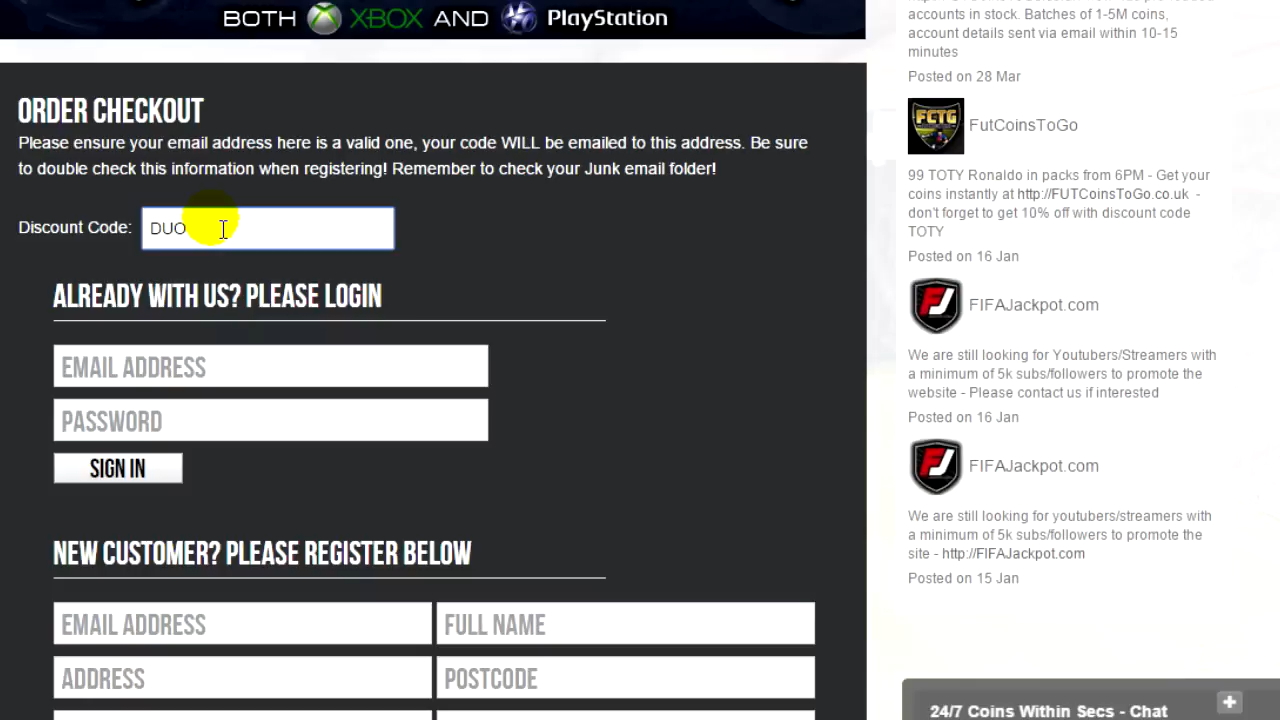 BOTH XBOX AND PlayStation
ORDER CHECKOUT
Please ensure your email address here is a valid one, your code WILL be emailed to this address. Be sure
to double check this information when registering! Remember to check your Junk email folder!
Discount Code: DUO
ALREADY WITH US? PLEASE LOGIN
EMAIL ADDRESS
PASSWORD
SIGN IN
NEW CUSTOMER? PLEASE REGISTER BELOW
EMAIL ADDRESS FULL NAME
ADDRESS POSTCODE
accounts in stock. Batches of 1-5M coins,
account details sent via email within 10-15
minutes
Posted on 28 Mar
FCTG
FutCoinsToGo
99 TOTY Ronaldo in packs from 6PM - Get your
coins instantly at http://FUTCoinsToGo.co.uk -
don't forget to get 10% off with discount code
TOTY
Posted on 16 Jan
FJ
FIFAJackpot.com
We are still looking for Youtubers/Streamers with
a minimum of 5k subs/followers to promote the
website - Please contact us if interested
Posted on 16 Jan
FJ
FIFAJackpot.com
We are still looking for youtubers/streamers with
a minimum of 5k subs/followers to promote the
site - http://FIFAJackpot.com
Posted on 15 Jan
24/7 Coins Within Secs - Chat